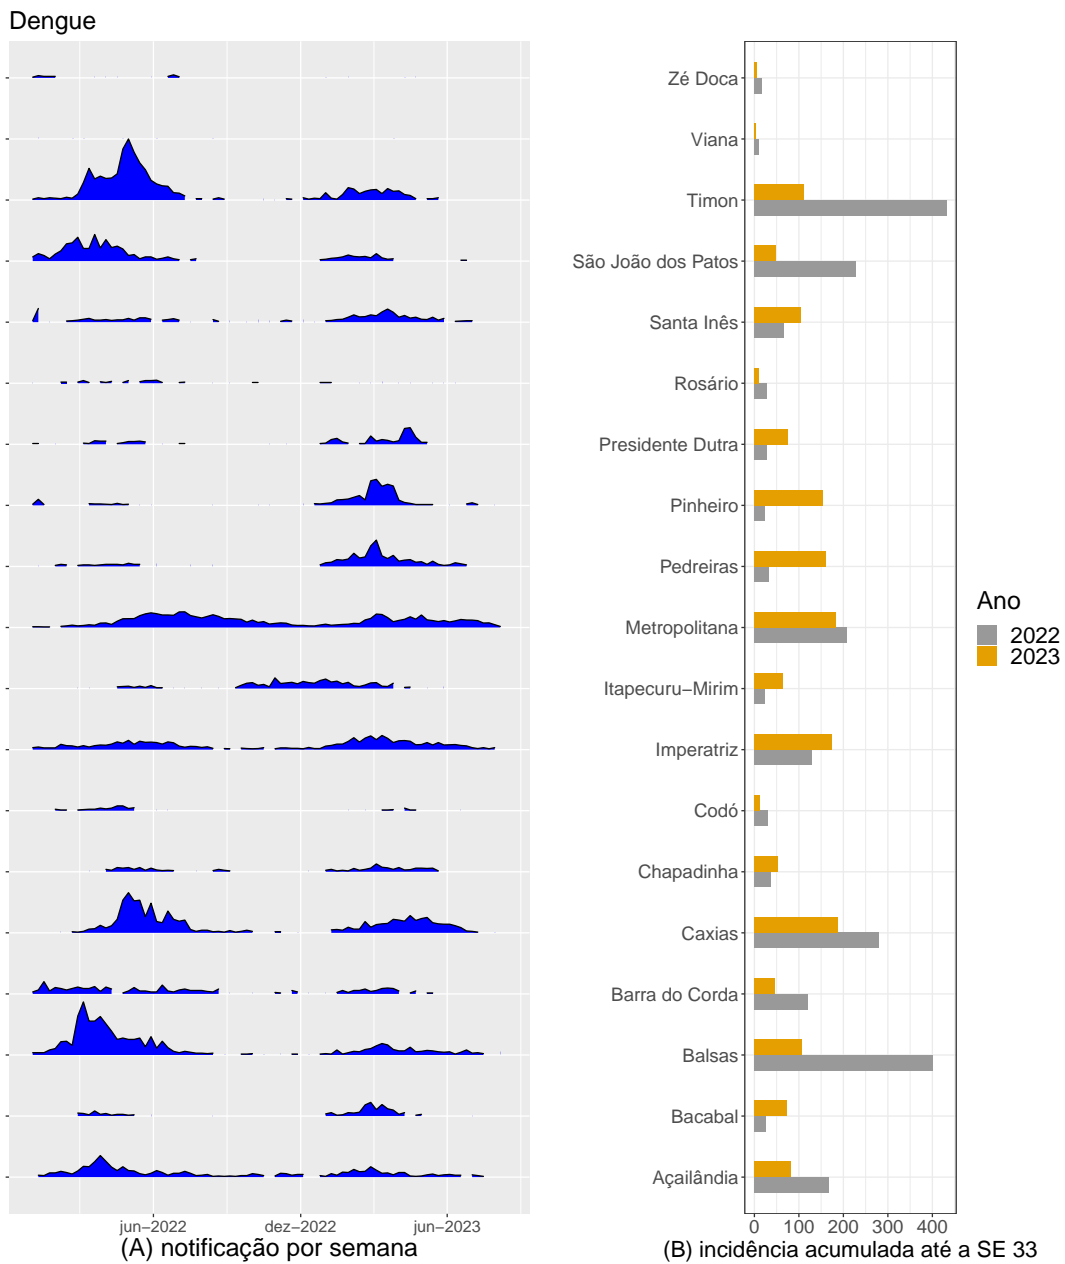 Dengue
Zé Doca
Viana
Timon
São João dos Patos
Santa Inês
Rosário
Presidente Dutra
Pinheiro
Pedreiras
Metropolitana
Itapecuru−Mirim
Imperatriz
Codó
Chapadinha
Caxias
Barra do Corda
Balsas
Bacabal
Açailândia
Ano
2022
2023
jun−2022 dez−2022 jun−2023
0 100 200 300 400
(A) notificação por semana
(B) incidência acumulada até a SE 33